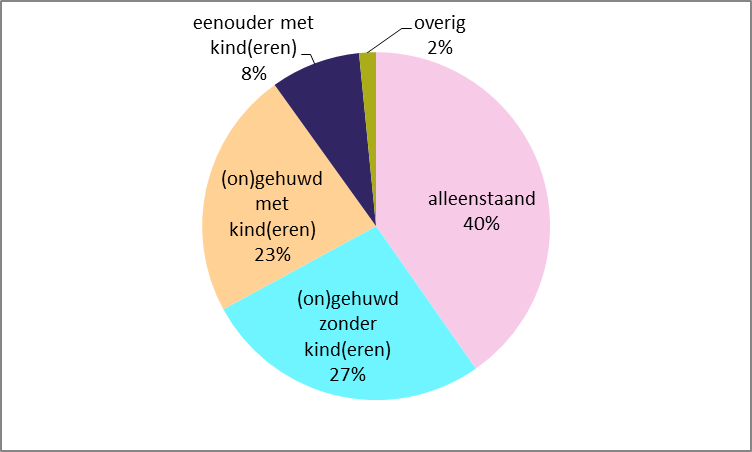 eenouder met
kind(eren)
8%
overig
2%
alleenstaand
40%
(on)gehuwd
met
kind(eren)
23%
(on)gehuwd
zonder
kind(eren)
27%